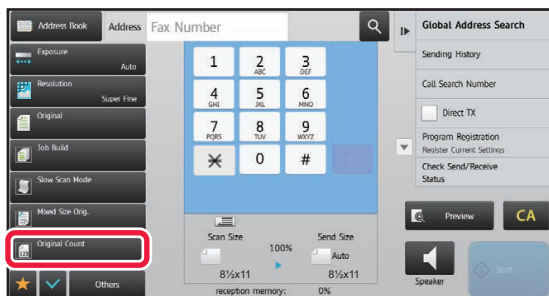 Address Book
Address
Fax Number
Exposure
Auto
Resolution
Super Fine
Original
Job Build
Slow Scan Mode
Mixed Size Orig.
Original Count
Others
1
2
ABC
3
DEF
4
GHI
5
JKL
6
MNO
7
PQRS
8
TUV
9
WXYZ
0
#
C
Scan Size
100%
Send Size
Auto
8½x11
8½x11
reception memory: 0%
Global Address Search
Sending History
Call Search Number
Direct TX
Program Registration
Register Current Settings
Check Send/Receive
Status
Preview
CA
Speaker
Start